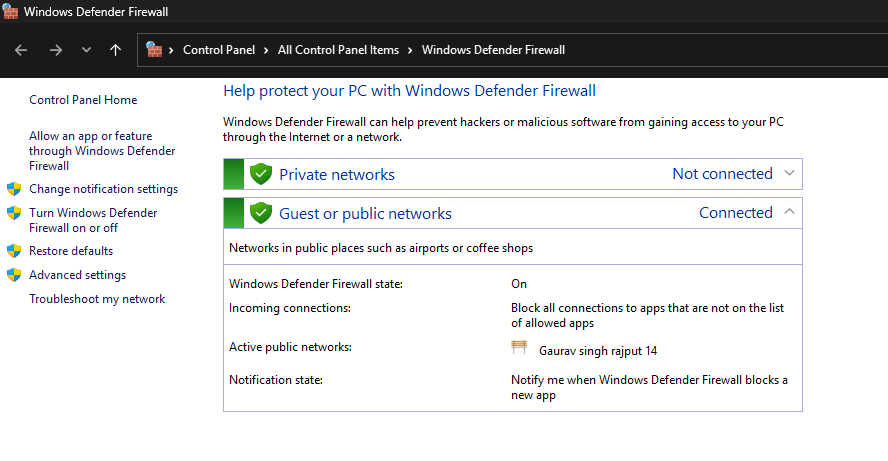 Windows Defender Firewall
Control Panel > All Control Panel Items > Windows Defender Firewall
Control Panel Home
Allow an app or feature
through Windows Defender
Firewall
Change notification settings
Turn Windows Defender
Firewall on or off
Restore defaults
Advanced settings
Troubleshoot my network
Help protect your PC with Windows Defender Firewall
Windows Defender Firewall can help prevent hackers or malicious software from gaining access to your PC
through the Internet or a network.
Private networks Not connected
Guest or public networks Connected
Networks in public places such as airports or coffee shops
Windows Defender Firewall state: On
Incoming connections: Block all connections to apps that are not on the list
of allowed apps
Active public networks: Gaurav singh rajput 14
Notification state: Notify me when Windows Defender Firewall blocks a
new app